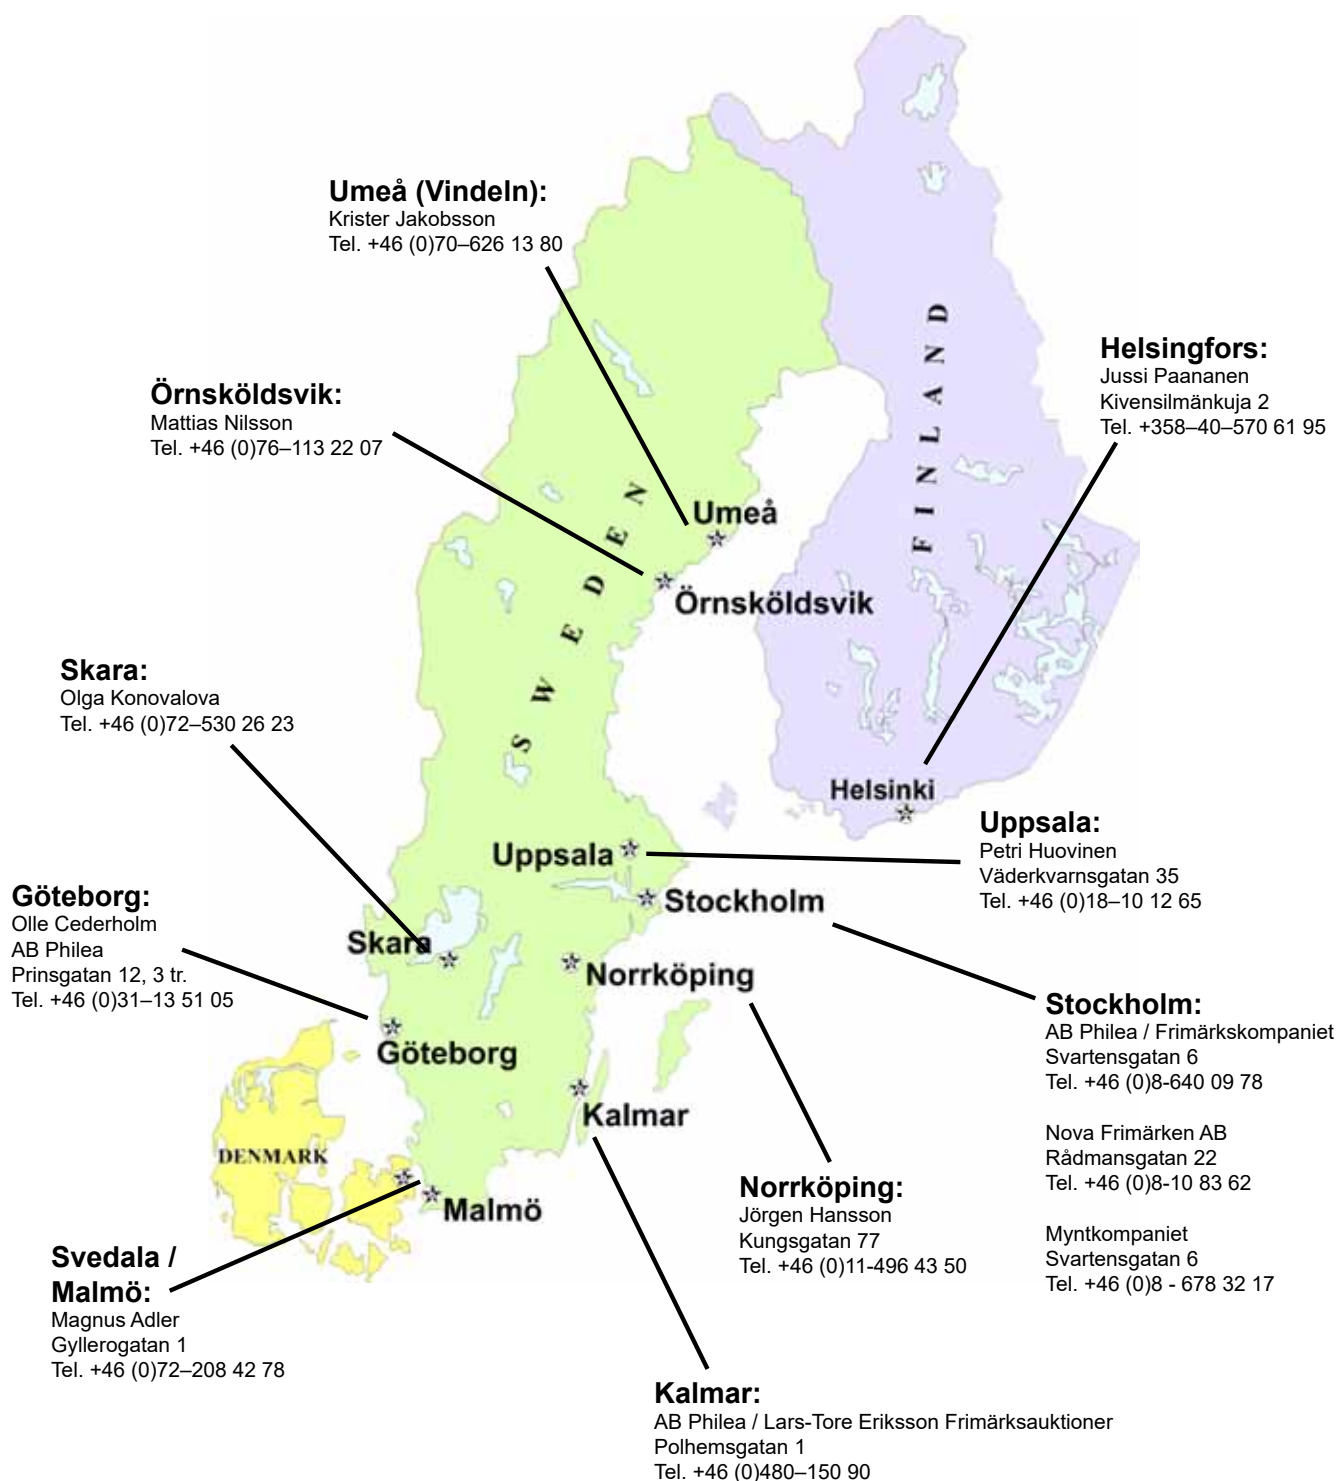 Umeå (Vindeln):
Krister Jakobsson
Tel. +46 (0)70–626 13 80
Örnsköldsvik:
Mattias Nilsson
Tel. +46 (0)76–113 22 07
Helsingfors:
Jussi Paananen
Kivensilmänkuja 2
Tel. +358–40–570 61 95
FINLAND
SWEDEN
Umeå
Örnsköldsvik
Skara:
Olga Konovalova
Tel. +46 (0)72–530 26 23
Helsinki
Uppsala
Uppsala:
Petri Huovinen
Väderkvarnsgatan 35
Tel. +46 (0)18–10 12 65
Göteborg:
Olle Cederholm
AB Philea
Prinsgatan 12, 3 tr.
Tel. +46 (0)31–13 51 05
Stockholm
Skara
Norrköping
Göteborg
Stockholm:
AB Philea / Frimärkskompaniet
Svartensgatan 6
Tel. +46 (0)8-640 09 78
Nova Frimärken AB
Rådmansgatan 22
Tel. +46 (0)8-10 83 62
Myntkompaniet
Svartensgatan 6
Tel. +46 (0)8 - 678 32 17
Kalmar
DENMARK
Malmö
Norrköping:
Jörgen Hansson
Kungsgatan 77
Tel. +46 (0)11-496 43 50
Svedala /
Malmö:
Magnus Adler
Gyllerogatan 1
Tel. +46 (0)72–208 42 78
Kalmar:
AB Philea / Lars-Tore Eriksson Frimärksauktioner
Polhemsgatan 1
Tel. +46 (0)480–150 90